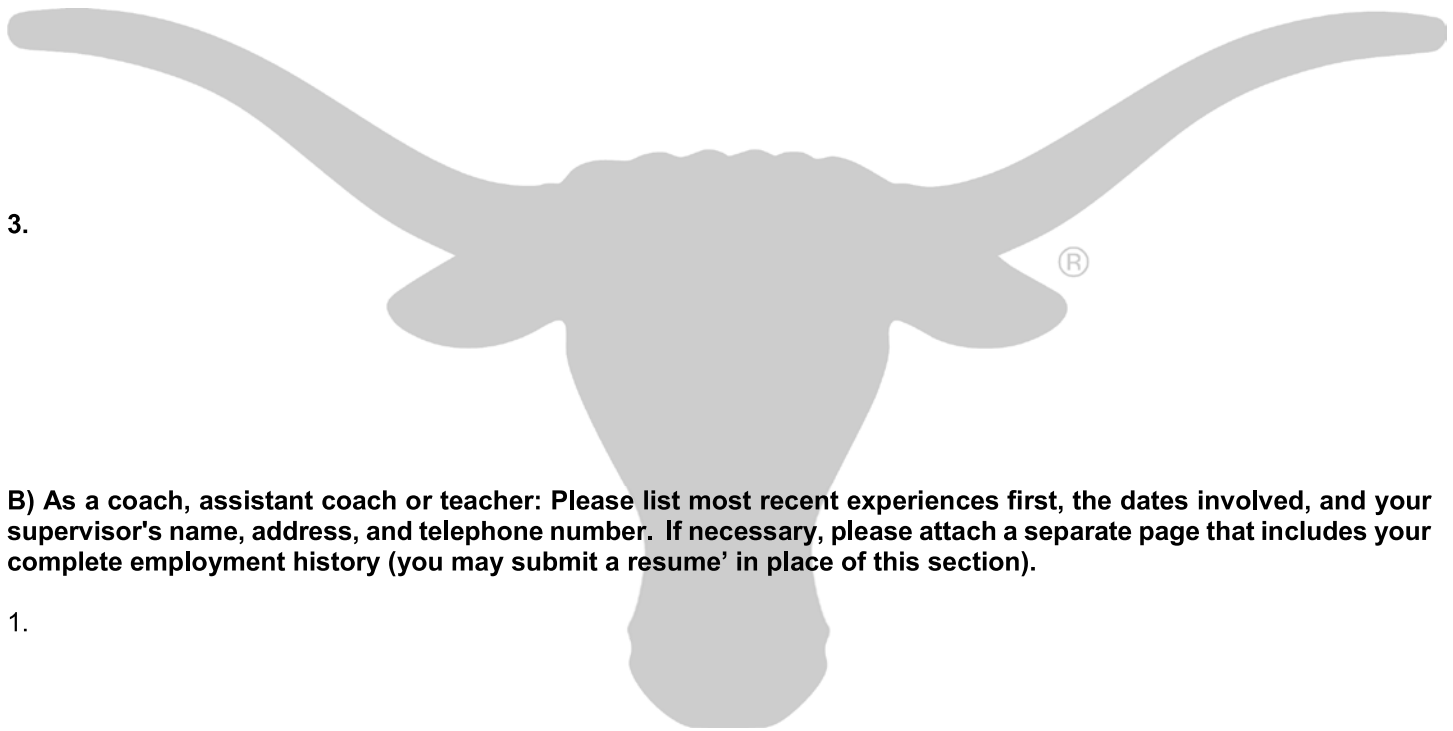 3.
®
B) As a coach, assistant coach or teacher: Please list most recent experiences first, the dates involved, and your
supervisor's name, address, and telephone number.  If necessary, please attach a separate page that includes your
complete employment history (you may submit a resume’ in place of this section).
1.